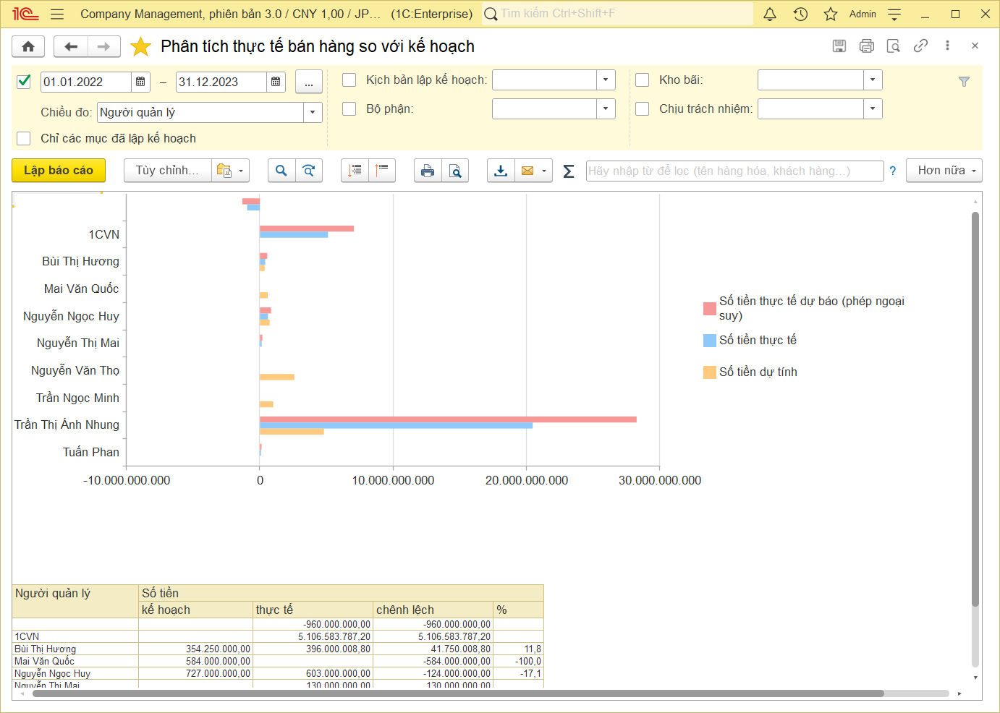 1C Company Management, phiên bản 3.0 / CNY 1,00 / JP... (1C:Enterprise) Tìm kiếm Ctrl+Shift+F Admin
Phân tích thực tế bán hàng so với kế hoạch
01.01.2022 – 31.12.2023 ... Kịch bản lập kế hoạch: Kho bãi:
Chiều đo: Người quản lý Bộ phận: Chịu trách nhiệm:
Chỉ các mục đã lập kế hoạch
Lập báo cáo Tùy chỉnh... Σ Hãy nhập từ để lọc (tên hàng hóa, khách hàng...) ? Hơn nữa
1CVN
Bùi Thị Hương
Mai Văn Quốc
Nguyễn Ngọc Huy
Nguyễn Thị Mai
Nguyễn Văn Thọ
Trần Ngọc Minh
Trần Thị Ánh Nhung
Tuấn Phan
-10.000.000.000 0 10.000.000.000 20.000.000.000 30.000.000.000
Số tiền thực tế dự báo (phép ngoại
suy)
Số tiền thực tế
Số tiền dự tính
Người quản lý Số tiền
kế hoạch thực tế chênh lệch %
-960.000.000,00 -960.000.000,00
1CVN 5.106.583.787,20 5.106.583.787,20
Bùi Thị Hương 354.250.000,00 396.000.008,80 41.750.008,80 11,8
Mai Văn Quốc 584.000.000,00 -584.000.000,00 -100,0
Nguyễn Ngọc Huy 727.000.000,00 603.000.000,00 -124.000.000,00 -17,1
Nguyễn Thị Mai 130.000.000,00 130.000.000,00